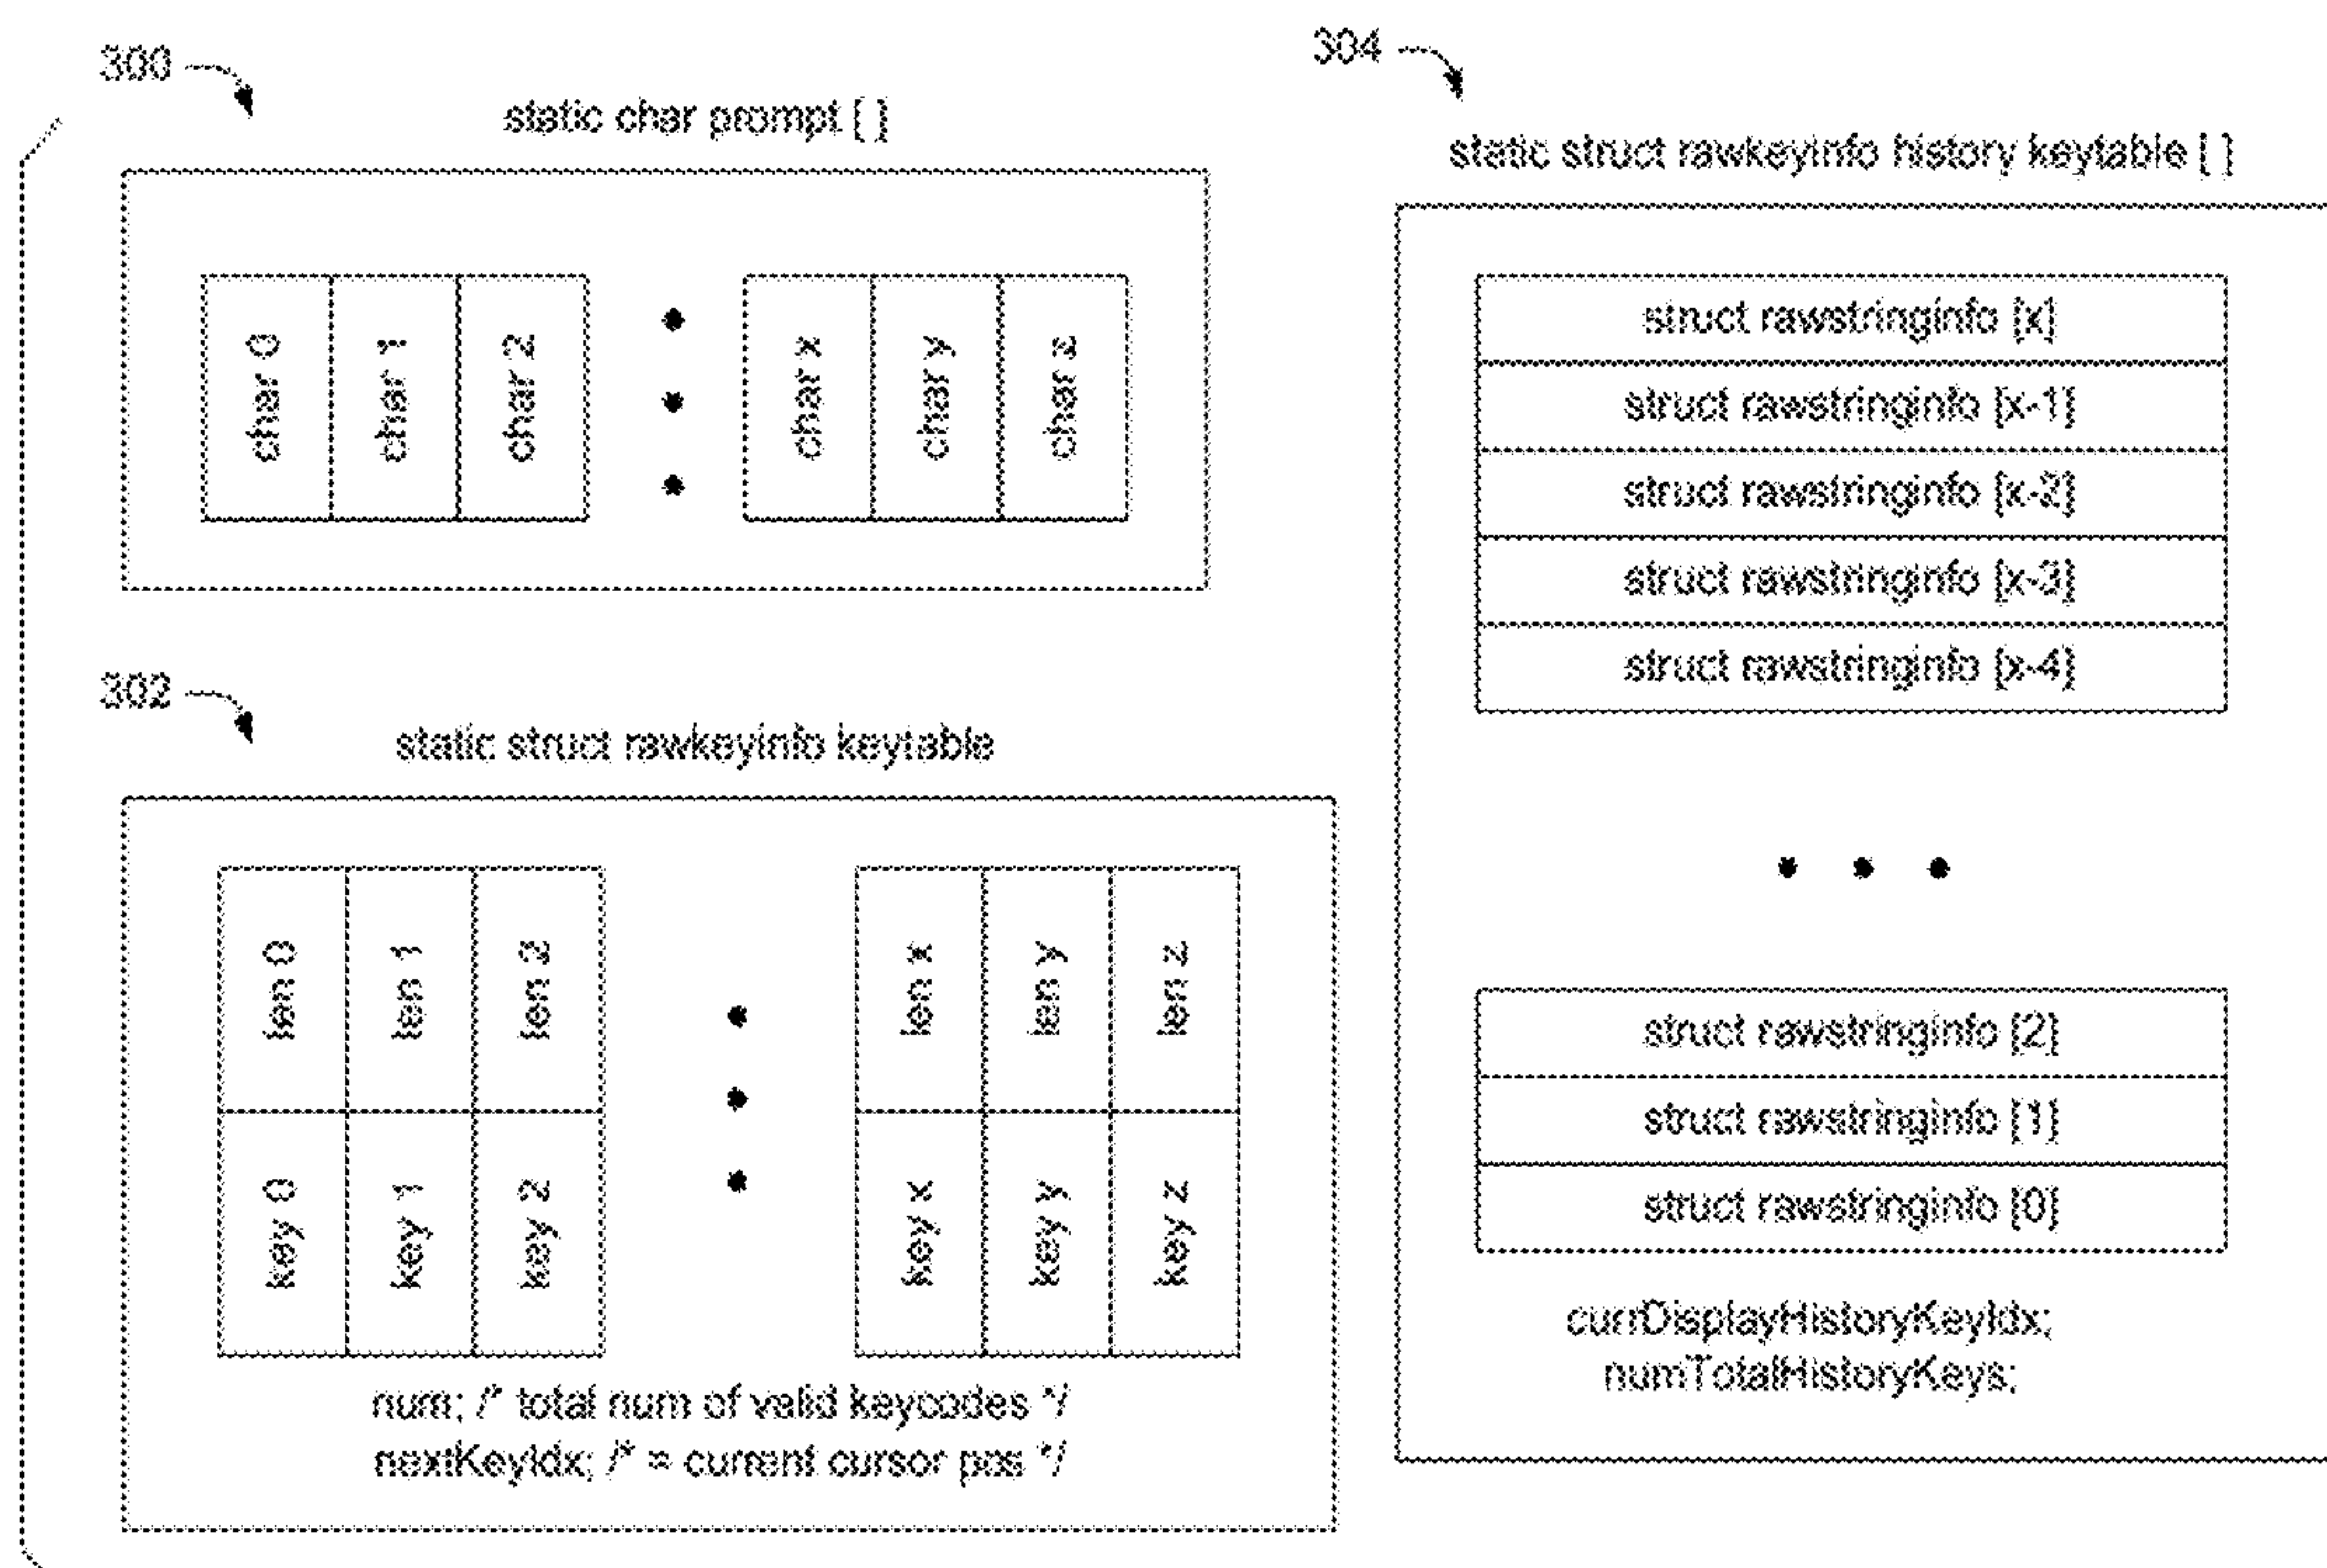 300
static char prompt [ ]
char 0
char 1
char 2
char x
char y
char z
302
static struct rawkeyinfo keytable
len 0
len 1
len 2
len x
len y
len z
key 0
key 1
key 2
key x
key y
key z
num; /* total num of valid keycodes */
nextKeyIdx; /* = current cursor pos */
304
static struct rawkeyinfo history keytable [ ]
struct rawstringinfo [x]
struct rawstringinfo [x-1]
struct rawstringinfo [x-2]
struct rawstringinfo [x-3]
struct rawstringinfo [x-4]
struct rawstringinfo [2]
struct rawstringinfo [1]
struct rawstringinfo [0]
currDisplayHistoryKeyIdx;
numTotalHistoryKeys;